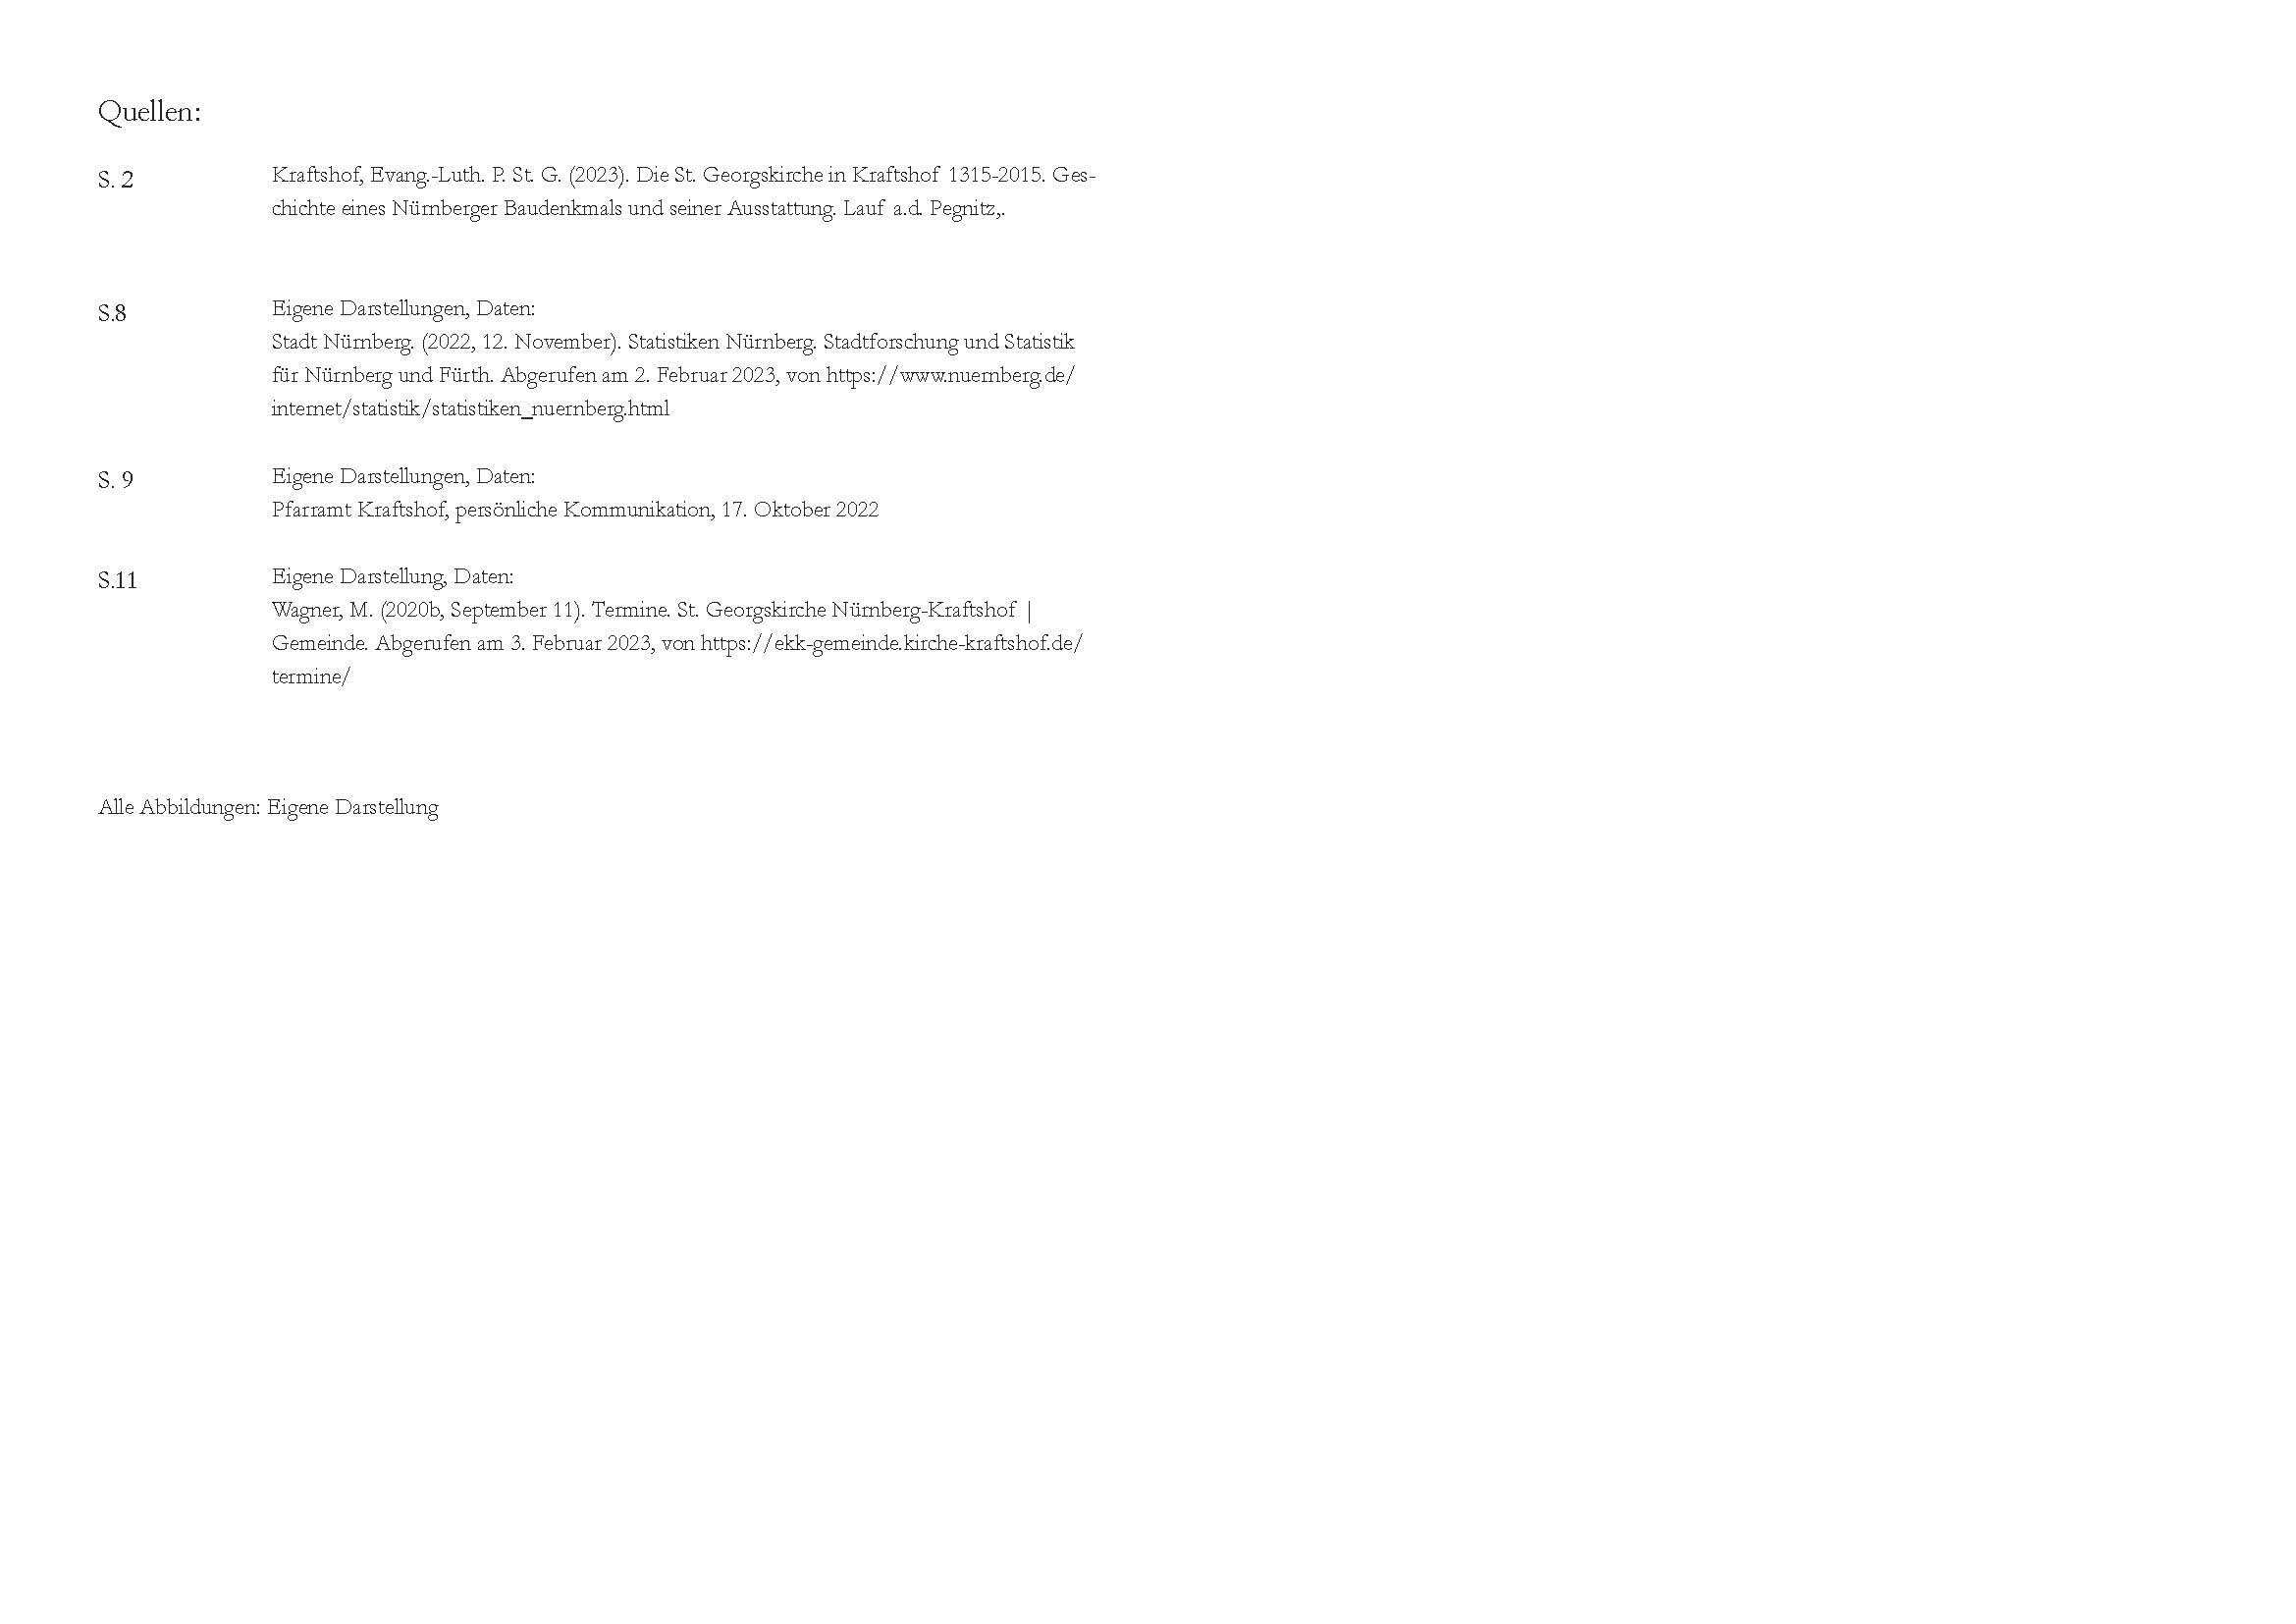 Quellen:
S. 2 Kraftshof, Evang.-Luth. P. St. G. (2023). Die St. Georgskirche in Kraftshof 1315-2015. Ges-
chichte eines Nürnberger Baudenkmals und seiner Ausstattung. Lauf a.d. Pegnitz,.
S.8 Eigene Darstellungen, Daten:
Stadt Nürnberg. (2022, 12. November). Statistiken Nürnberg. Stadtforschung und Statistik
für Nürnberg und Fürth. Abgerufen am 2. Februar 2023, von https://www.nuernberg.de/
internet/statistik/statistiken_nuernberg.html
S. 9 Eigene Darstellungen, Daten:
Pfarramt Kraftshof, persönliche Kommunikation, 17. Oktober 2022
S.11 Eigene Darstellung, Daten:
Wagner, M. (2020b, September 11). Termine. St. Georgskirche Nürnberg-Kraftshof |
Gemeinde. Abgerufen am 3. Februar 2023, von https://ekk-gemeinde.kirche-kraftshof.de/
termine/
Alle Abbildungen: Eigene Darstellung